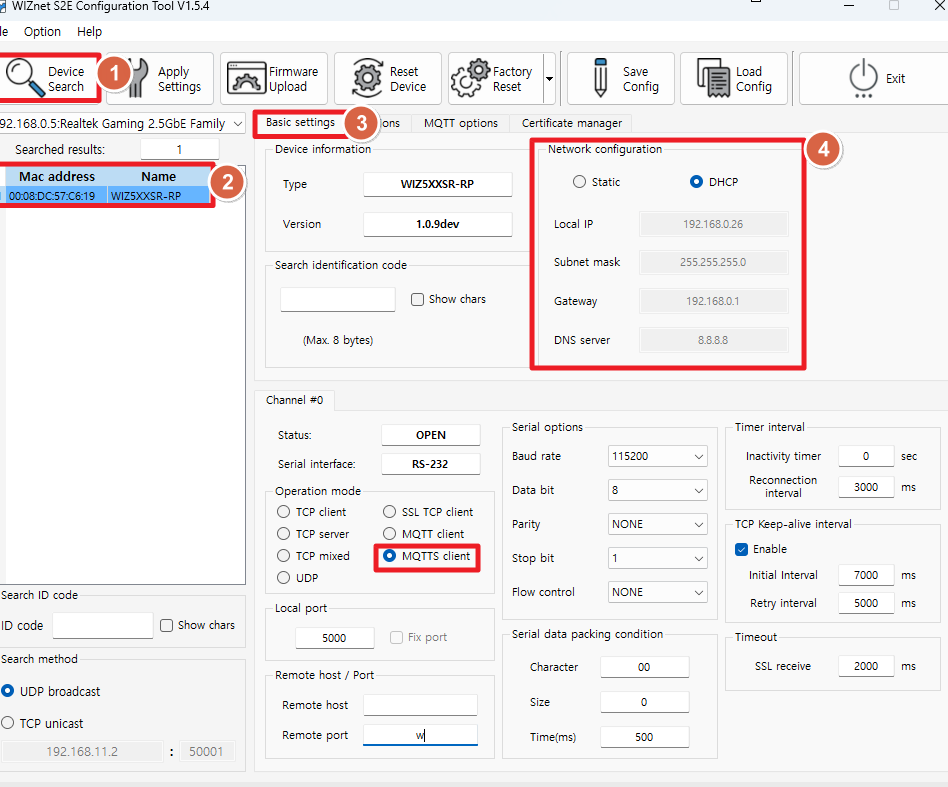 WIZnet S2E Configuration Tool V1.5.4
Option Help
Device Search
1
Apply Settings
Firmware Upload
Reset Device
Factory Reset
Save Config
Load Config
Exit
92.168.0.5:Realtek Gaming 2.5GbE Family
Searched results: 1
Mac address Name
00:08:DC:57:C6:19 WIZ5XXSR-RP
2
Basic settings
3
MQTT options
Certificate manager
Device information
Type WIZ5XXSR-RP
Version 1.0.9dev
Search identification code
Show chars
(Max. 8 bytes)
4
Network configuration
Static DHCP
Local IP 192.168.0.26
Subnet mask 255.255.255.0
Gateway 192.168.0.1
DNS server 8.8.8.8
Channel #0
Status: OPEN
Serial interface: RS-232
Operation mode
TCP client SSL TCP client
TCP server MQTT client
TCP mixed MQTTS client
UDP
Local port
5000 Fix port
Remote host / Port
Remote host
Remote port w
Serial options
Baud rate 115200
Data bit 8
Parity NONE
Stop bit 1
Flow control NONE
Serial data packing condition
Character 00
Size 0
Time(ms) 500
Timer interval
Inactivity timer 0 sec
Reconnection interval 3000 ms
TCP Keep-alive interval
Enable
Initial Interval 7000 ms
Retry interval 5000 ms
Timeout
SSL receive 2000 ms
Search ID code
ID code Show chars
Search method
UDP broadcast
TCP unicast
192.168.11.2 : 50001